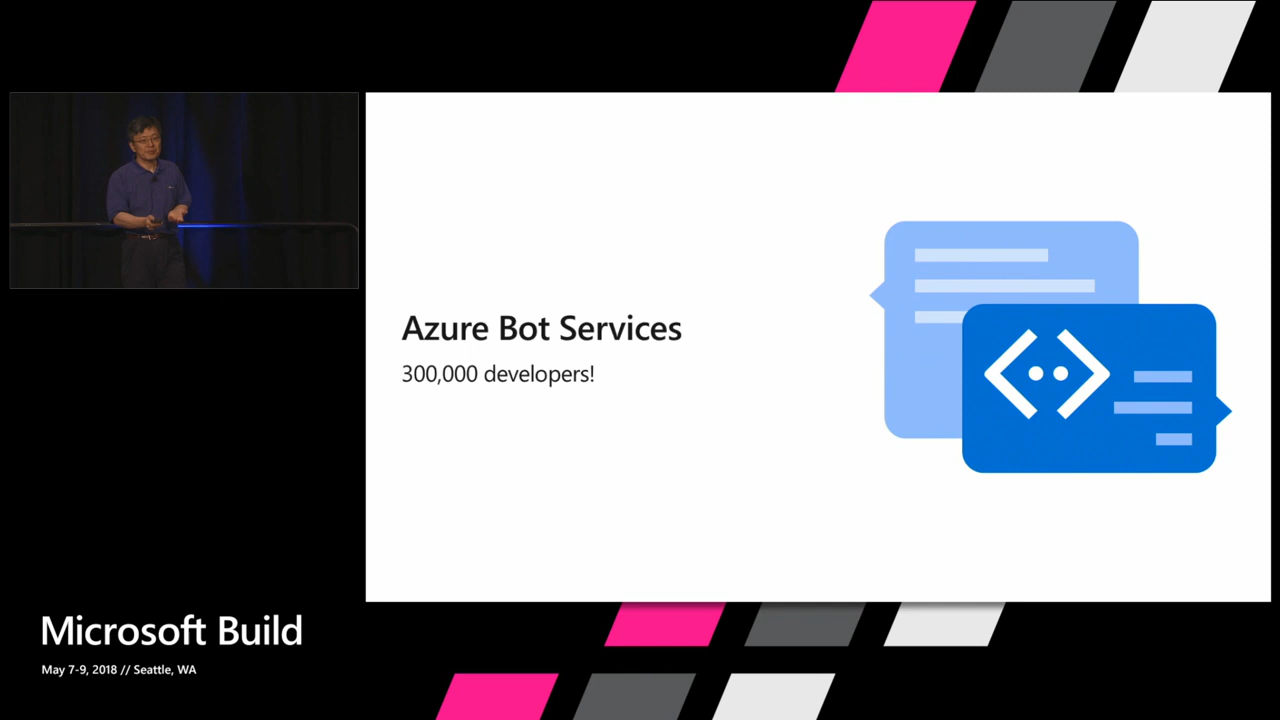 Azure Bot Services
300,000 developers!
Microsoft Build
May 7-9, 2018 // Seattle, WA